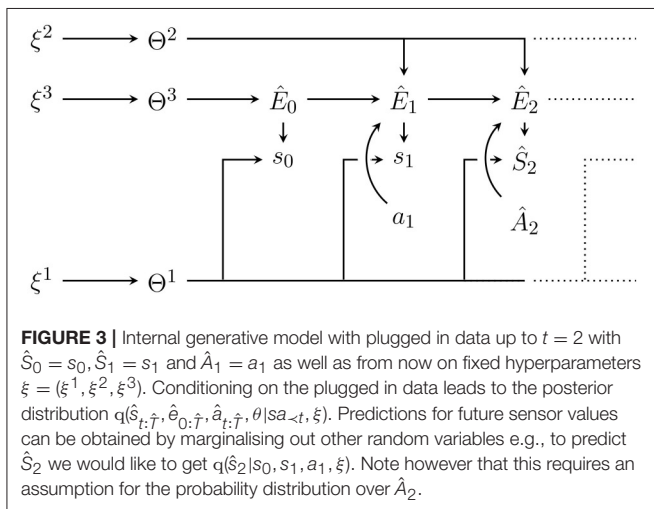 ξ² Θ²
ξ³ Θ³ Ê₀ Ê₁ Ê₂
s₀ s₁ Ŝ₂
a₁ Â₂
ξ¹ Θ¹
FIGURE 3 | Internal generative model with plugged in data up to t = 2 with
Ŝ₀ = s₀, Ŝ₁ = s₁ and Â₁ = a₁ as well as from now on fixed hyperparameters
ξ = (ξ¹, ξ², ξ³). Conditioning on the plugged in data leads to the posterior
distribution q(ŝ_{t:T̂}, ê_{0:T̂}, â_{t:T̂}, θ|sa_{≺t}, ξ). Predictions for future sensor values
can be obtained by marginalising out other random variables e.g., to predict
Ŝ₂ we would like to get q(ŝ₂|s₀, s₁, a₁, ξ). Note however that this requires an
assumption for the probability distribution over Â₂.